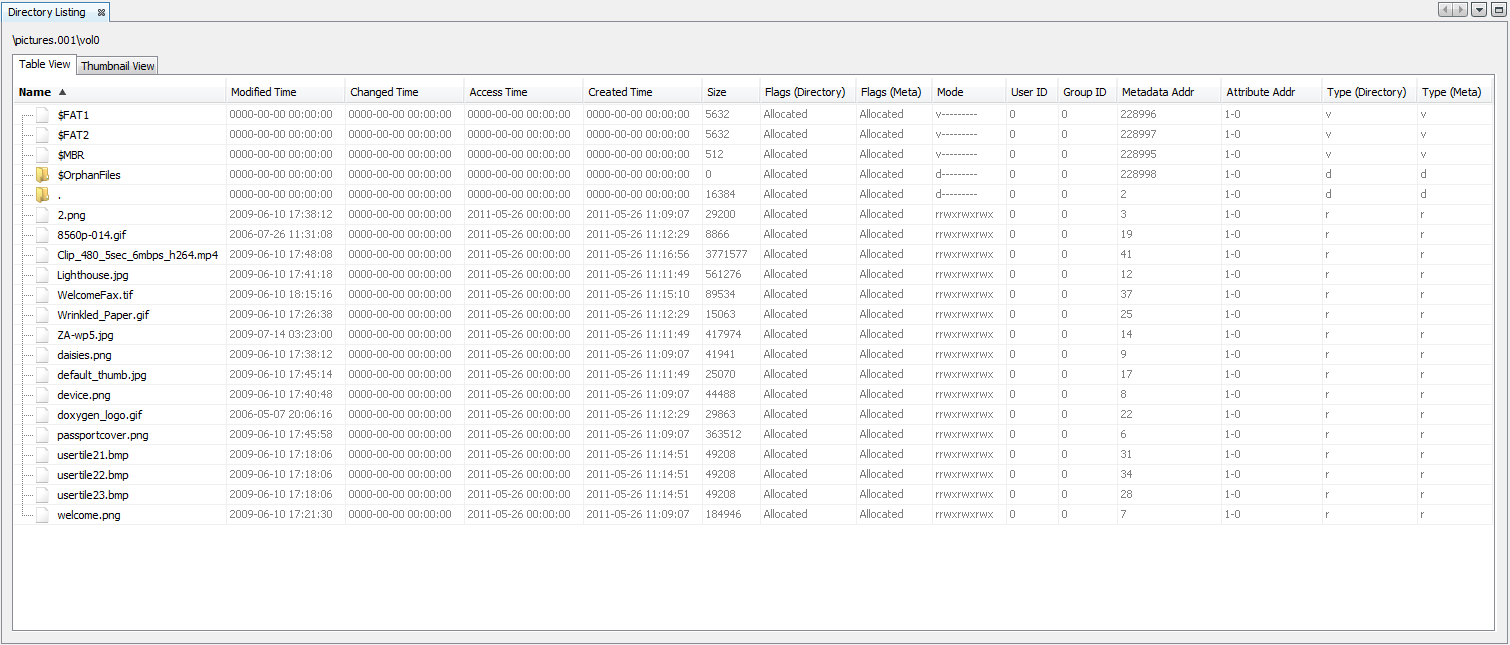 Directory Listing
\pictures.001\vol0
Table View Thumbnail View
Name Modified Time Changed Time Access Time Created Time Size Flags (Directory) Flags (Meta) Mode User ID Group ID Metadata Addr Attribute Addr Type (Directory) Type (Meta)
$FAT1 0000-00-00 00:00:00 0000-00-00 00:00:00 0000-00-00 00:00:00 0000-00-00 00:00:00 5632 Allocated Allocated v--------- 0 0 228996 1-0 v v
$FAT2 0000-00-00 00:00:00 0000-00-00 00:00:00 0000-00-00 00:00:00 0000-00-00 00:00:00 5632 Allocated Allocated v--------- 0 0 228997 1-0 v v
$MBR 0000-00-00 00:00:00 0000-00-00 00:00:00 0000-00-00 00:00:00 0000-00-00 00:00:00 512 Allocated Allocated v--------- 0 0 228995 1-0 v v
$OrphanFiles 0000-00-00 00:00:00 0000-00-00 00:00:00 0000-00-00 00:00:00 0000-00-00 00:00:00 0 Allocated Allocated d--------- 0 0 228998 1-0 d d
. 0000-00-00 00:00:00 0000-00-00 00:00:00 0000-00-00 00:00:00 0000-00-00 00:00:00 16384 Allocated Allocated d--------- 0 0 2 1-0 d d
2.png 2009-06-10 17:38:12 0000-00-00 00:00:00 2011-05-26 00:00:00 2011-05-26 11:09:07 29200 Allocated Allocated rrwxrwxrwx 0 0 3 1-0 r r
8560p-014.gif 2006-07-26 11:31:08 0000-00-00 00:00:00 2011-05-26 00:00:00 2011-05-26 11:12:29 8866 Allocated Allocated rrwxrwxrwx 0 0 19 1-0 r r
Clip_480_5sec_6mbps_h264.mp4 2009-06-10 17:48:08 0000-00-00 00:00:00 2011-05-26 00:00:00 2011-05-26 11:16:56 3771577 Allocated Allocated rrwxrwxrwx 0 0 41 1-0 r r
Lighthouse.jpg 2009-06-10 17:41:18 0000-00-00 00:00:00 2011-05-26 00:00:00 2011-05-26 11:11:49 561276 Allocated Allocated rrwxrwxrwx 0 0 12 1-0 r r
WelcomeFax.tif 2009-06-10 18:15:16 0000-00-00 00:00:00 2011-05-26 00:00:00 2011-05-26 11:15:10 89534 Allocated Allocated rrwxrwxrwx 0 0 37 1-0 r r
Wrinkled_Paper.gif 2009-06-10 17:26:38 0000-00-00 00:00:00 2011-05-26 00:00:00 2011-05-26 11:12:29 15063 Allocated Allocated rrwxrwxrwx 0 0 25 1-0 r r
ZA-wp5.jpg 2009-07-14 03:23:00 0000-00-00 00:00:00 2011-05-26 00:00:00 2011-05-26 11:11:49 417974 Allocated Allocated rrwxrwxrwx 0 0 14 1-0 r r
daisies.png 2009-06-10 17:38:12 0000-00-00 00:00:00 2011-05-26 00:00:00 2011-05-26 11:09:07 41941 Allocated Allocated rrwxrwxrwx 0 0 9 1-0 r r
default_thumb.jpg 2009-06-10 17:45:14 0000-00-00 00:00:00 2011-05-26 00:00:00 2011-05-26 11:11:49 25070 Allocated Allocated rrwxrwxrwx 0 0 17 1-0 r r
device.png 2009-06-10 17:40:48 0000-00-00 00:00:00 2011-05-26 00:00:00 2011-05-26 11:09:07 44488 Allocated Allocated rrwxrwxrwx 0 0 8 1-0 r r
doxygen_logo.gif 2006-05-07 20:06:16 0000-00-00 00:00:00 2011-05-26 00:00:00 2011-05-26 11:12:29 29863 Allocated Allocated rrwxrwxrwx 0 0 22 1-0 r r
passportcover.png 2009-06-10 17:45:58 0000-00-00 00:00:00 2011-05-26 00:00:00 2011-05-26 11:09:07 363512 Allocated Allocated rrwxrwxrwx 0 0 6 1-0 r r
usertile21.bmp 2009-06-10 17:18:06 0000-00-00 00:00:00 2011-05-26 00:00:00 2011-05-26 11:14:51 49208 Allocated Allocated rrwxrwxrwx 0 0 31 1-0 r r
usertile22.bmp 2009-06-10 17:18:06 0000-00-00 00:00:00 2011-05-26 00:00:00 2011-05-26 11:14:51 49208 Allocated Allocated rrwxrwxrwx 0 0 34 1-0 r r
usertile23.bmp 2009-06-10 17:18:06 0000-00-00 00:00:00 2011-05-26 00:00:00 2011-05-26 11:14:51 49208 Allocated Allocated rrwxrwxrwx 0 0 28 1-0 r r
welcome.png 2009-06-10 17:21:30 0000-00-00 00:00:00 2011-05-26 00:00:00 2011-05-26 11:09:07 184946 Allocated Allocated rrwxrwxrwx 0 0 7 1-0 r r